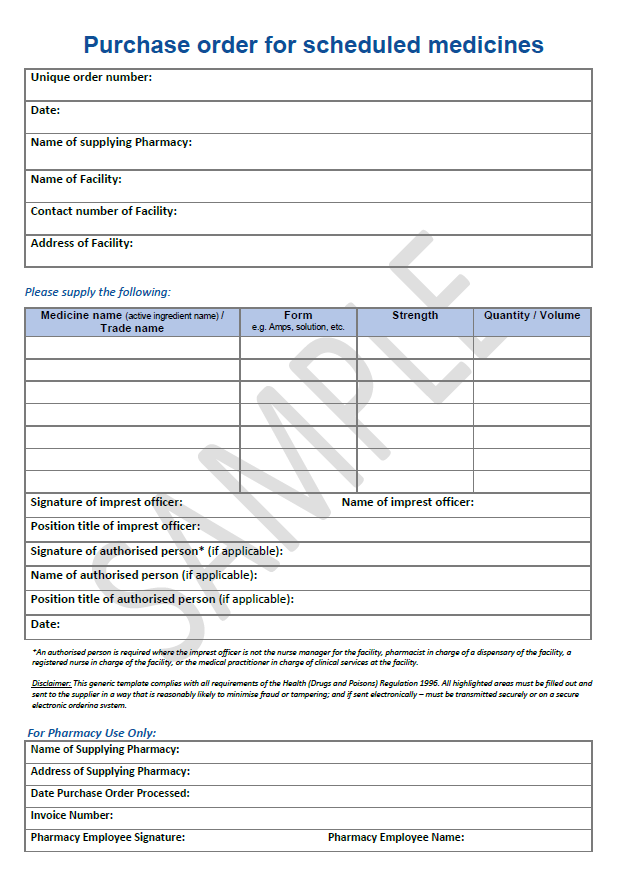 Purchase order for scheduled medicines
Unique order number:
Date:
Name of supplying Pharmacy:
Name of Facility:
Contact number of Facility:
Address of Facility:
Please supply the following:
Medicine name (active ingredient name) / Trade name
Form
e.g. Amps, solution, etc.
Strength
Quantity / Volume
SAMPLE
Signature of imprest officer: Name of imprest officer:
Position title of imprest officer:
Signature of authorised person* (if applicable):
Name of authorised person (if applicable):
Position title of authorised person (if applicable):
Date:
*An authorised person is required where the imprest officer is not the nurse manager for the facility, pharmacist in charge of a dispensary of the facility, a
registered nurse in charge of the facility, or the medical practitioner in charge of clinical services at the facility.
Disclaimer: This generic template complies with all requirements of the Health (Drugs and Poisons) Regulation 1996. All highlighted areas must be filled out and
sent to the supplier in a way that is reasonably likely to minimise fraud or tampering; and if sent electronically – must be transmitted securely or on a secure
electronic ordering system.
For Pharmacy Use Only:
Name of Supplying Pharmacy:
Address of Supplying Pharmacy:
Date Purchase Order Processed:
Invoice Number:
Pharmacy Employee Signature: Pharmacy Employee Name: